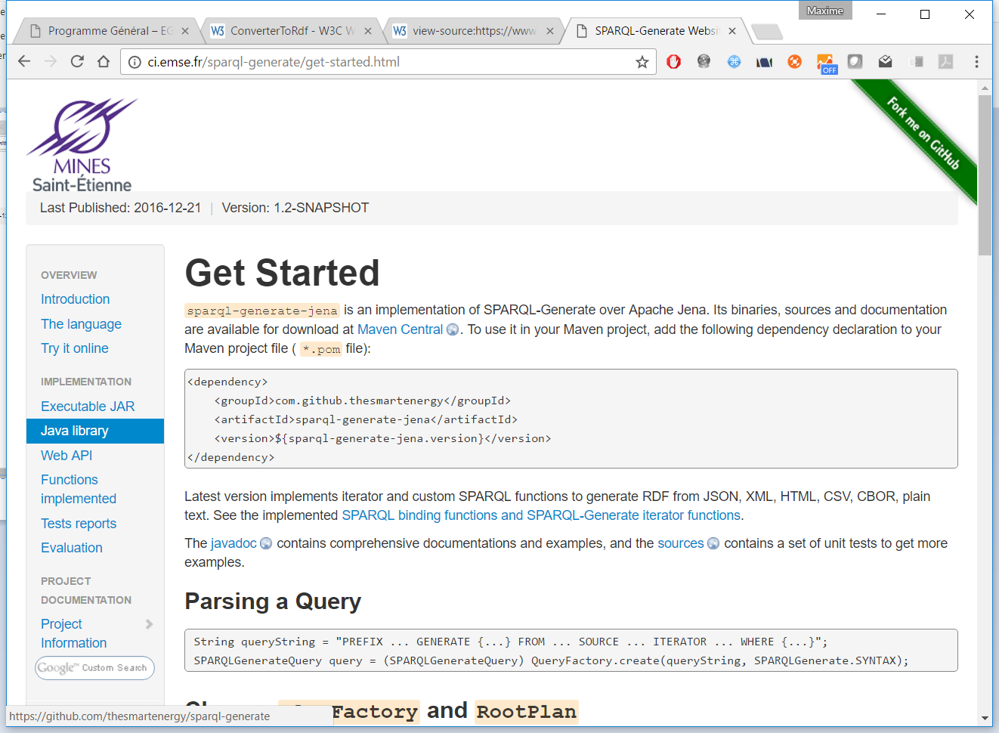 Maxime
Programme Général – EG
ConverterToRdf - W3C W
view-source:https://www
SPARQL-Generate Websi
ci.emse.fr/sparql-generate/get-started.html
OFF
Fork me on GitHub
MINES
Saint-Étienne
Last Published: 2016-12-21 | Version: 1.2-SNAPSHOT
OVERVIEW
Introduction
The language
Try it online
IMPLEMENTATION
Executable JAR
Java library
Web API
Functions
implemented
Tests reports
Evaluation
PROJECT
DOCUMENTATION
Project
Information
Google™ Custom Search
Get Started
sparql-generate-jena is an implementation of SPARQL-Generate over Apache Jena. Its binaries, sources and documentation
are available for download at Maven Central . To use it in your Maven project, add the following dependency declaration to your
Maven project file ( *.pom file):
<dependency>
    <groupId>com.github.thesmartenergy</groupId>
    <artifactId>sparql-generate-jena</artifactId>
    <version>${sparql-generate-jena.version}</version>
</dependency>
Latest version implements iterator and custom SPARQL functions to generate RDF from JSON, XML, HTML, CSV, CBOR, plain
text. See the implemented SPARQL binding functions and SPARQL-Generate iterator functions.
The javadoc contains comprehensive documentations and examples, and the sources contains a set of unit tests to get more
examples.
Parsing a Query
String queryString = "PREFIX ... GENERATE {...} FROM ... SOURCE ... ITERATOR ... WHERE {...}";
SPARQLGenerateQuery query = (SPARQLGenerateQuery) QueryFactory.create(queryString, SPARQLGenerate.SYNTAX);
Factory and RootPlan
https://github.com/thesmartenergy/sparql-generate